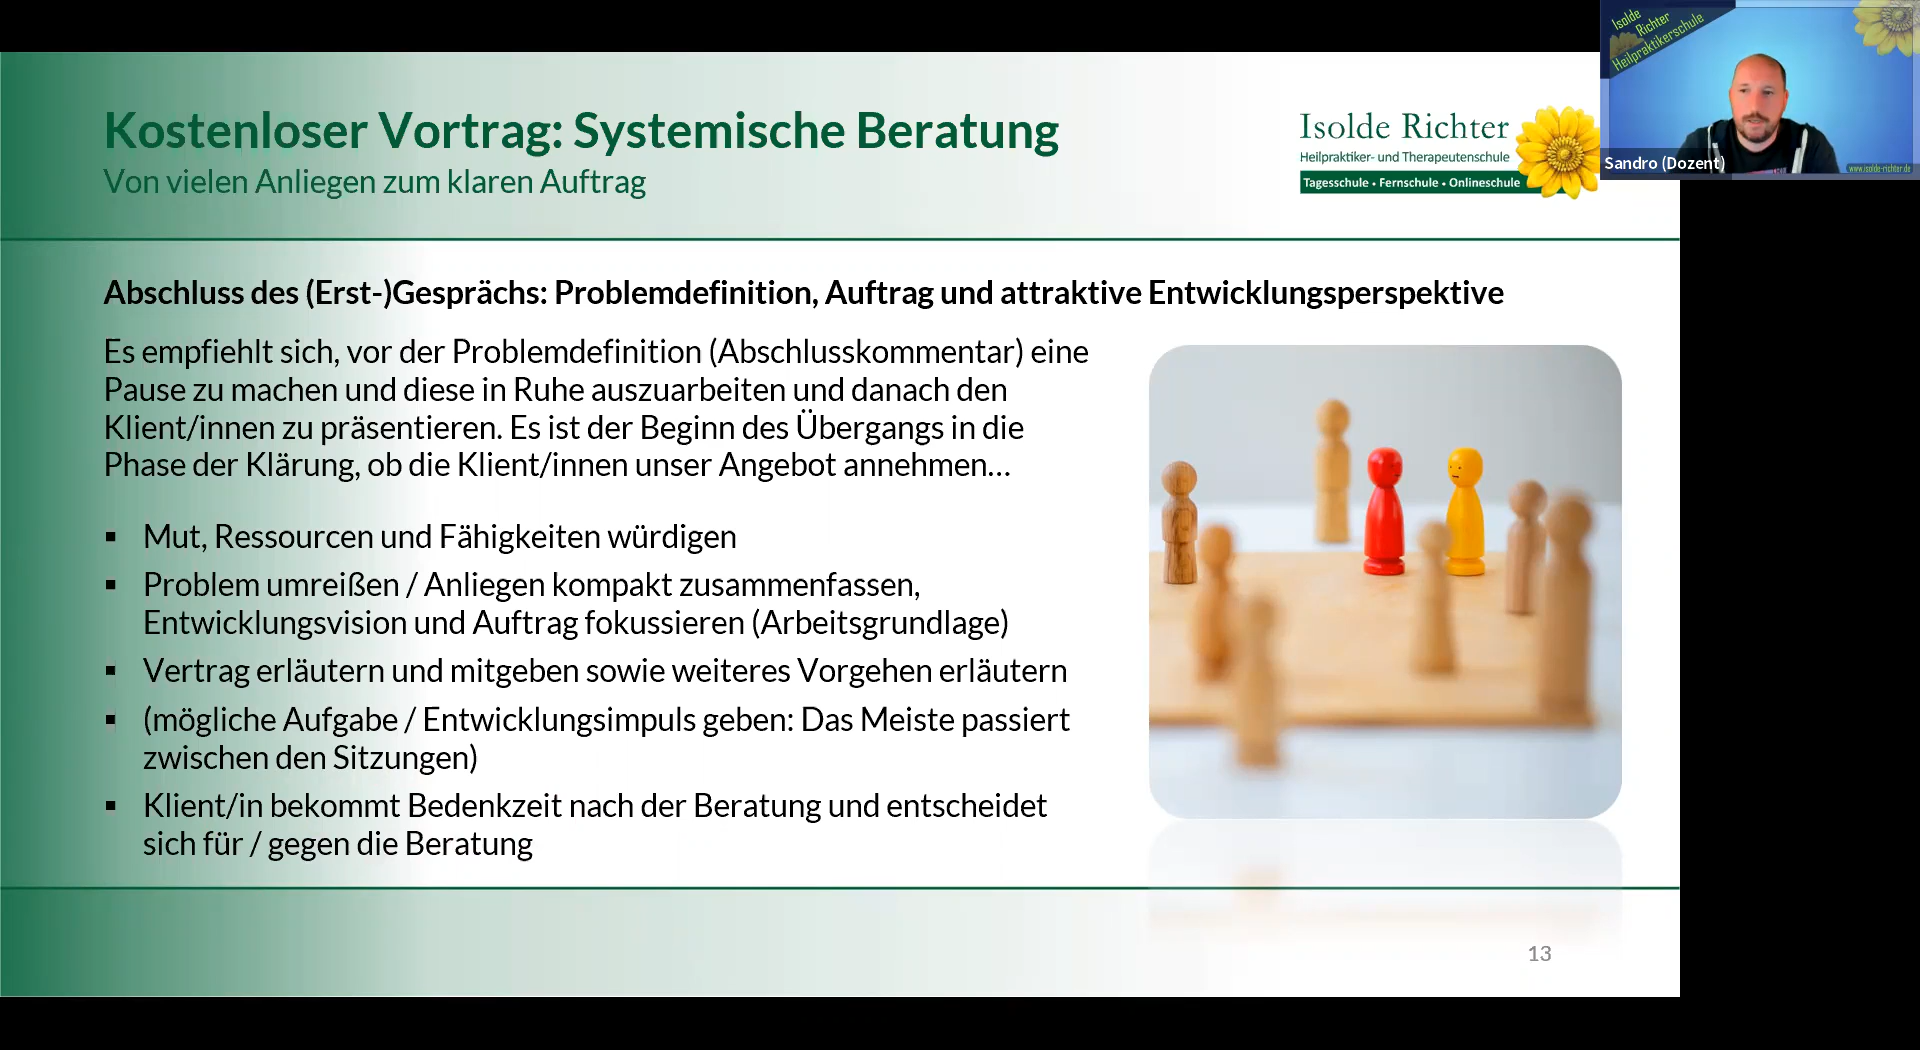 Kostenloser Vortrag: Systemische Beratung
Von vielen Anliegen zum klaren Auftrag
Isolde Richter
Heilpraktiker- und Therapeutenschule
Tagesschule • Fernschule • Onlineschule
Isolde
Richter
Heilpraktikerschule
Sandro (Dozent)
www.isolde-richter.de
Abschluss des (Erst-)Gesprächs: Problemdefinition, Auftrag und attraktive Entwicklungsperspektive
Es empfiehlt sich, vor der Problemdefinition (Abschlusskommentar) eine
Pause zu machen und diese in Ruhe auszuarbeiten und danach den
Klient/innen zu präsentieren. Es ist der Beginn des Übergangs in die
Phase der Klärung, ob die Klient/innen unser Angebot annehmen...
▪ Mut, Ressourcen und Fähigkeiten würdigen
▪ Problem umreißen / Anliegen kompakt zusammenfassen,
Entwicklungsvision und Auftrag fokussieren (Arbeitsgrundlage)
▪ Vertrag erläutern und mitgeben sowie weiteres Vorgehen erläutern
▪ (mögliche Aufgabe / Entwicklungsimpuls geben: Das Meiste passiert
zwischen den Sitzungen)
▪ Klient/in bekommt Bedenkzeit nach der Beratung und entscheidet
sich für / gegen die Beratung
13